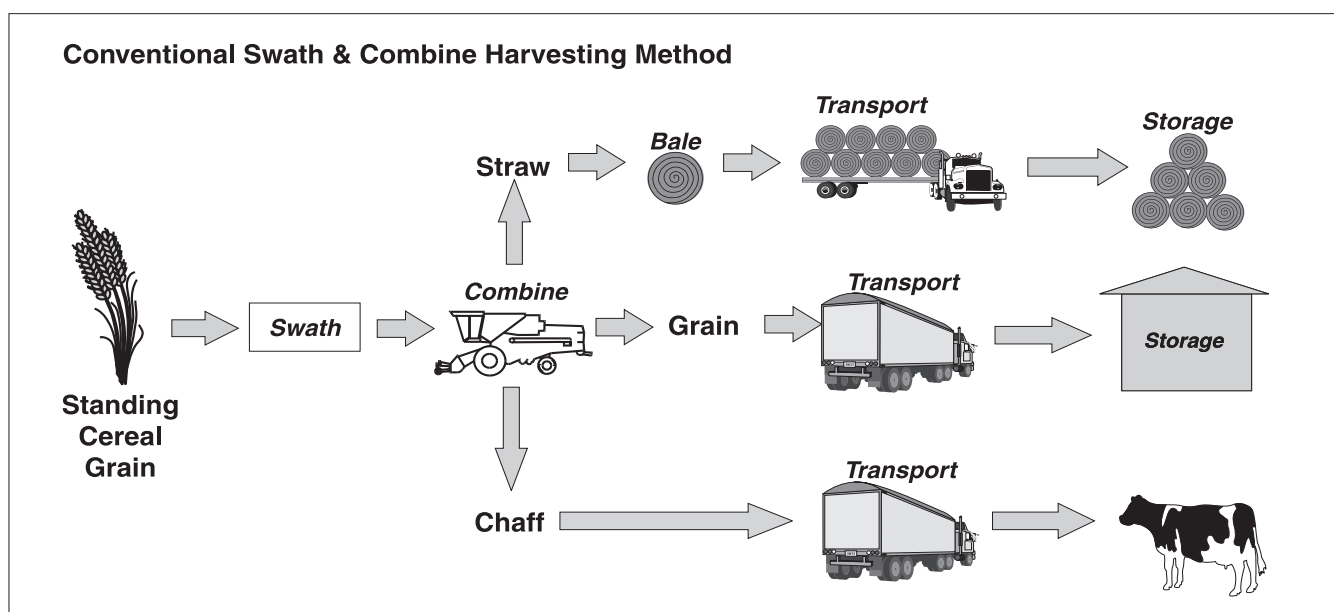 Conventional Swath & Combine Harvesting Method
Straw
Bale
Transport
Storage
Standing
Cereal
Grain
Swath
Combine
Grain
Transport
Storage
Chaff
Transport